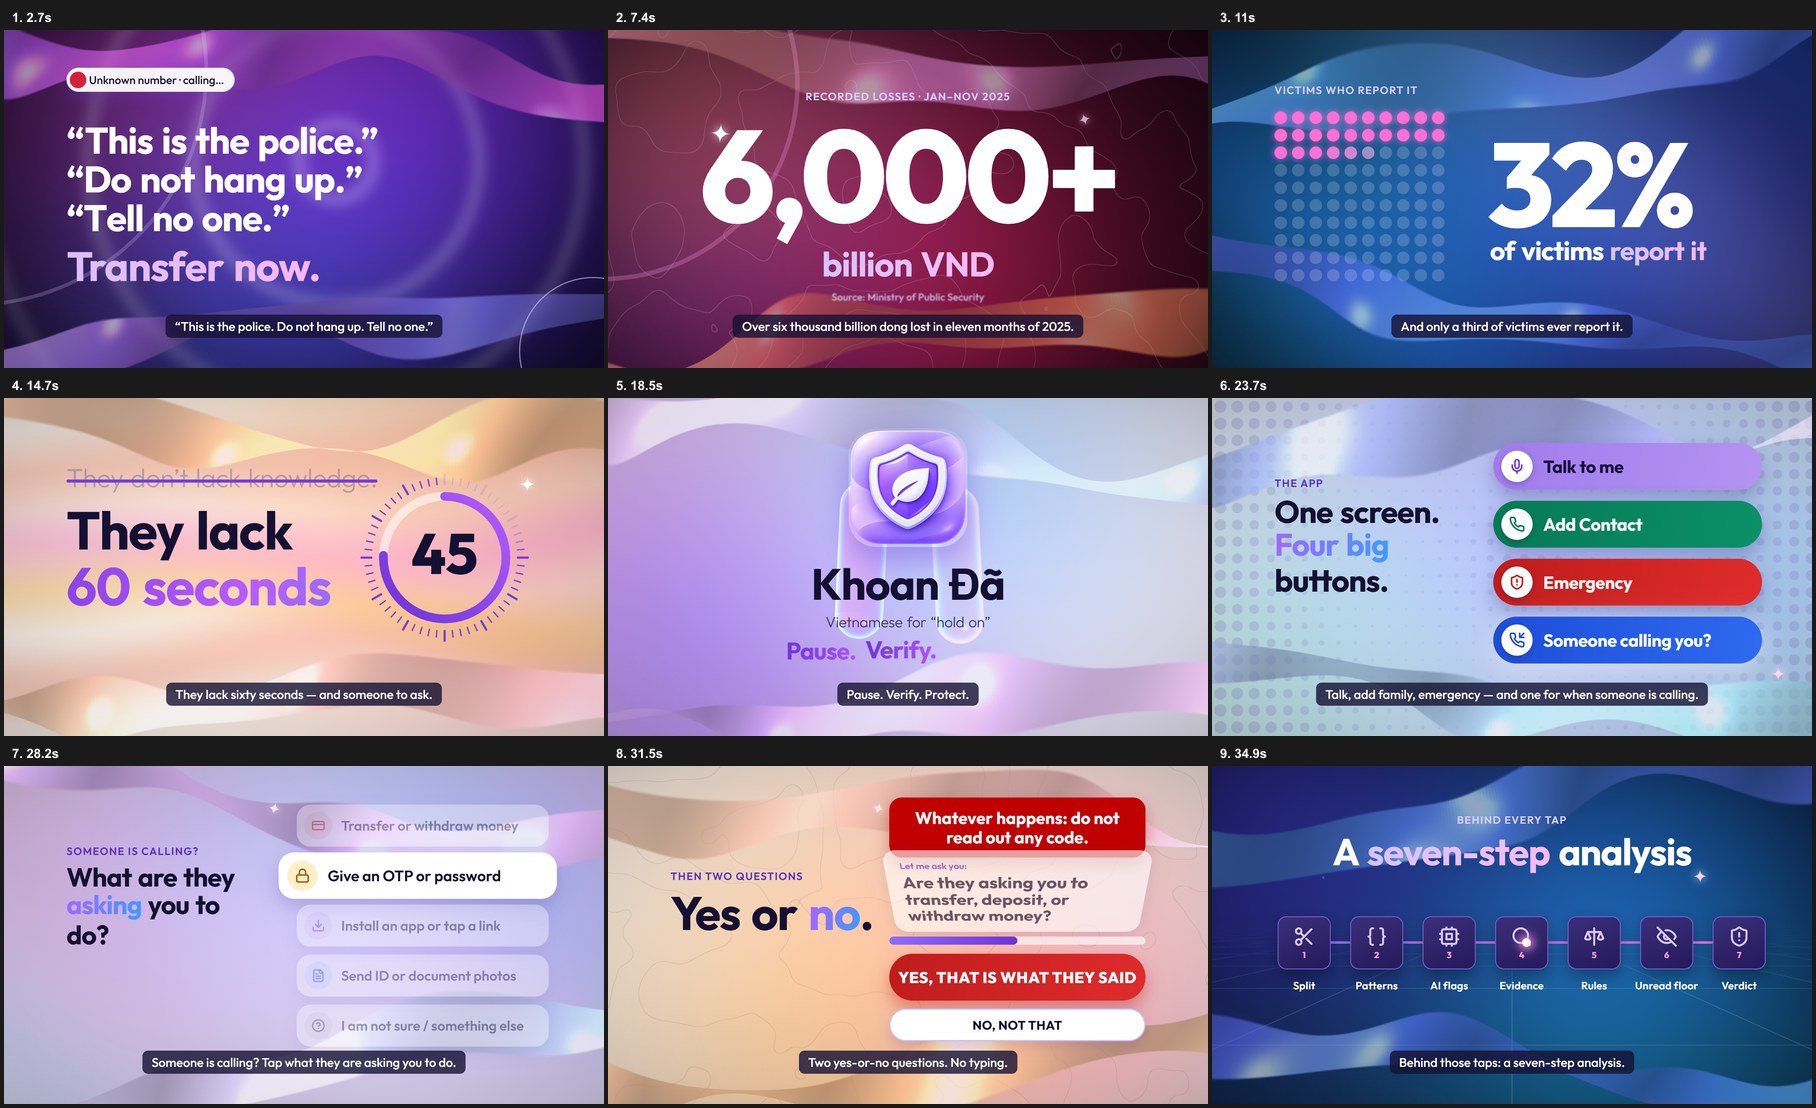 1. 2.7s
Unknown number · calling...
“This is the police.”
“Do not hang up.”
“Tell no one.”
Transfer now.
“This is the police. Do not hang up. Tell no one.”
2. 7.4s
RECORDED LOSSES · JAN–NOV 2025
6,000+
billion VND
Source: Ministry of Public Security
Over six thousand billion dong lost in eleven months of 2025.
3. 11s
VICTIMS WHO REPORT IT
32%
of victims report it
And only a third of victims ever report it.
4. 14.7s
They don’t lack knowledge.
They lack
60 seconds
45
They lack sixty seconds — and someone to ask.
5. 18.5s
Khoan Đã
Vietnamese for “hold on”
Pause. Verify.
Pause. Verify. Protect.
6. 23.7s
THE APP
One screen.
Four big
buttons.
Talk to me
Add Contact
Emergency
Someone calling you?
Talk, add family, emergency — and one for when someone is calling.
7. 28.2s
SOMEONE IS CALLING?
What are they
asking you to
do?
Transfer or withdraw money
Give an OTP or password
Install an app or tap a link
Send ID or document photos
I am not sure / something else
Someone is calling? Tap what they are asking you to do.
8. 31.5s
THEN TWO QUESTIONS
Yes or no.
Whatever happens: do not
read out any code.
Let me ask you:
Are they asking you to
transfer, deposit, or
withdraw money?
YES, THAT IS WHAT THEY SAID
NO, NOT THAT
Two yes-or-no questions. No typing.
9. 34.9s
BEHIND EVERY TAP
A seven-step analysis
1
2
3
4
5
6
7
Split
Patterns
AI flags
Evidence
Rules
Unread floor
Verdict
Behind those taps: a seven-step analysis.